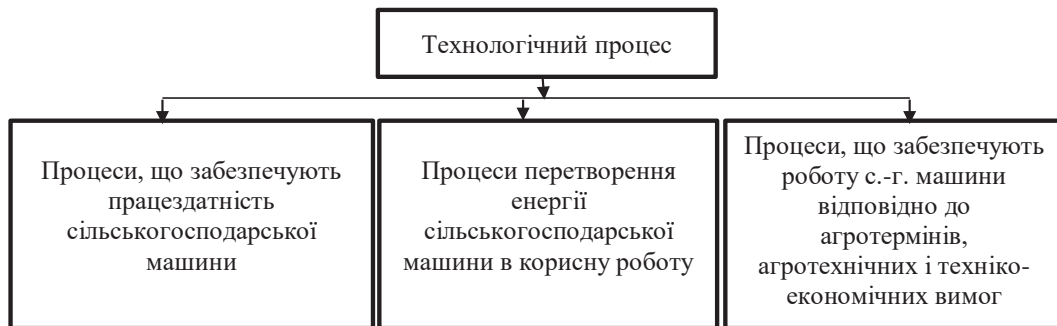 Технологічний процес
Процеси, що забезпечують
працездатність
сільськогосподарської
машини
Процеси перетворення
енергії
сільськогосподарської
машини в корисну роботу
Процеси, що забезпечують
роботу с.-г. машини
відповідно до
агротермінів,
агротехнічних і техніко-
економічних вимог